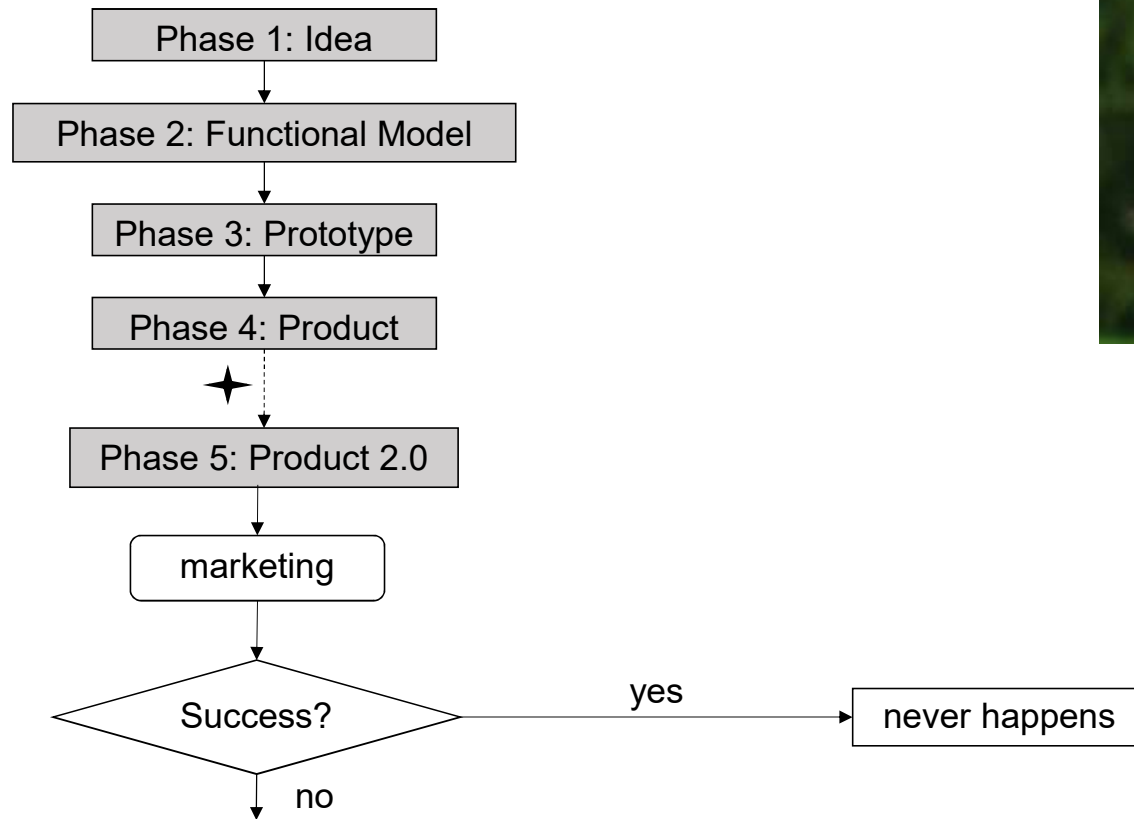 Phase 1: Idea
Phase 2: Functional Model
Phase 3: Prototype
Phase 4: Product
Phase 5: Product 2.0
marketing
Success?
yes
never happens
no